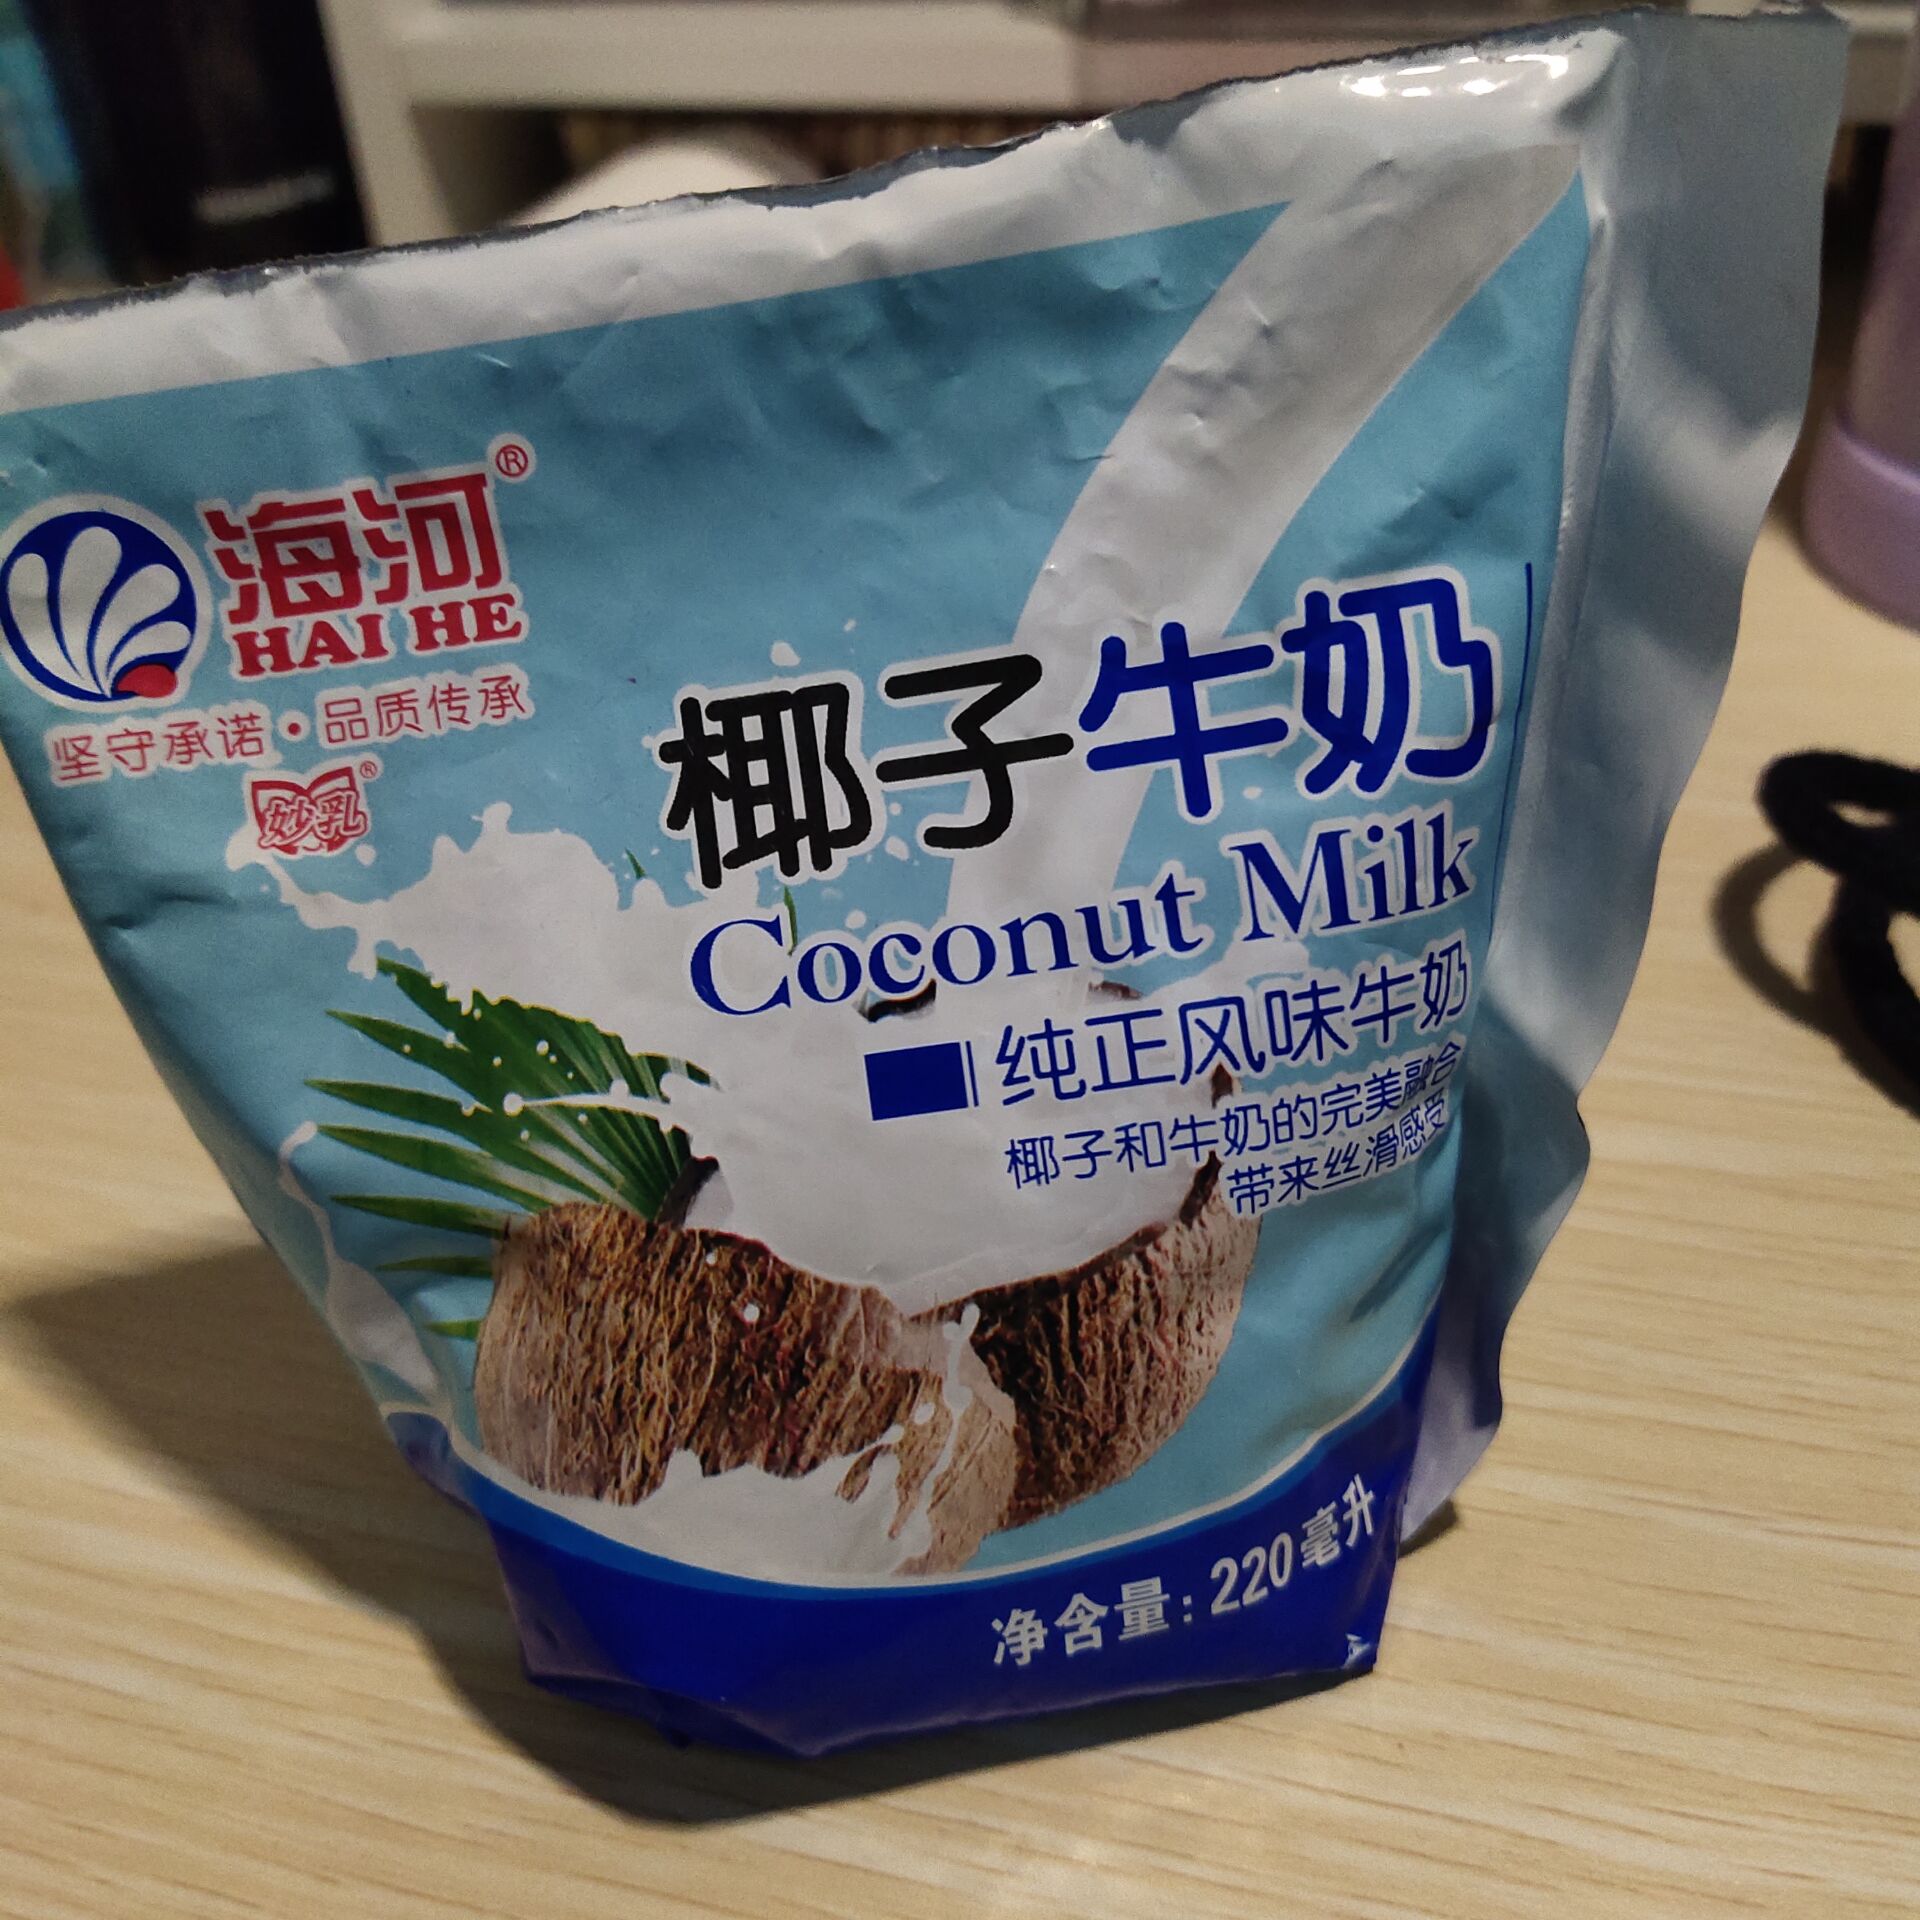 海河®
HAI HE
坚守承诺·品质传承
妙乳®
椰子牛奶
Coconut Milk
纯正风味牛奶
椰子和牛奶的完美融合
带来丝滑感受
净含量：220毫升